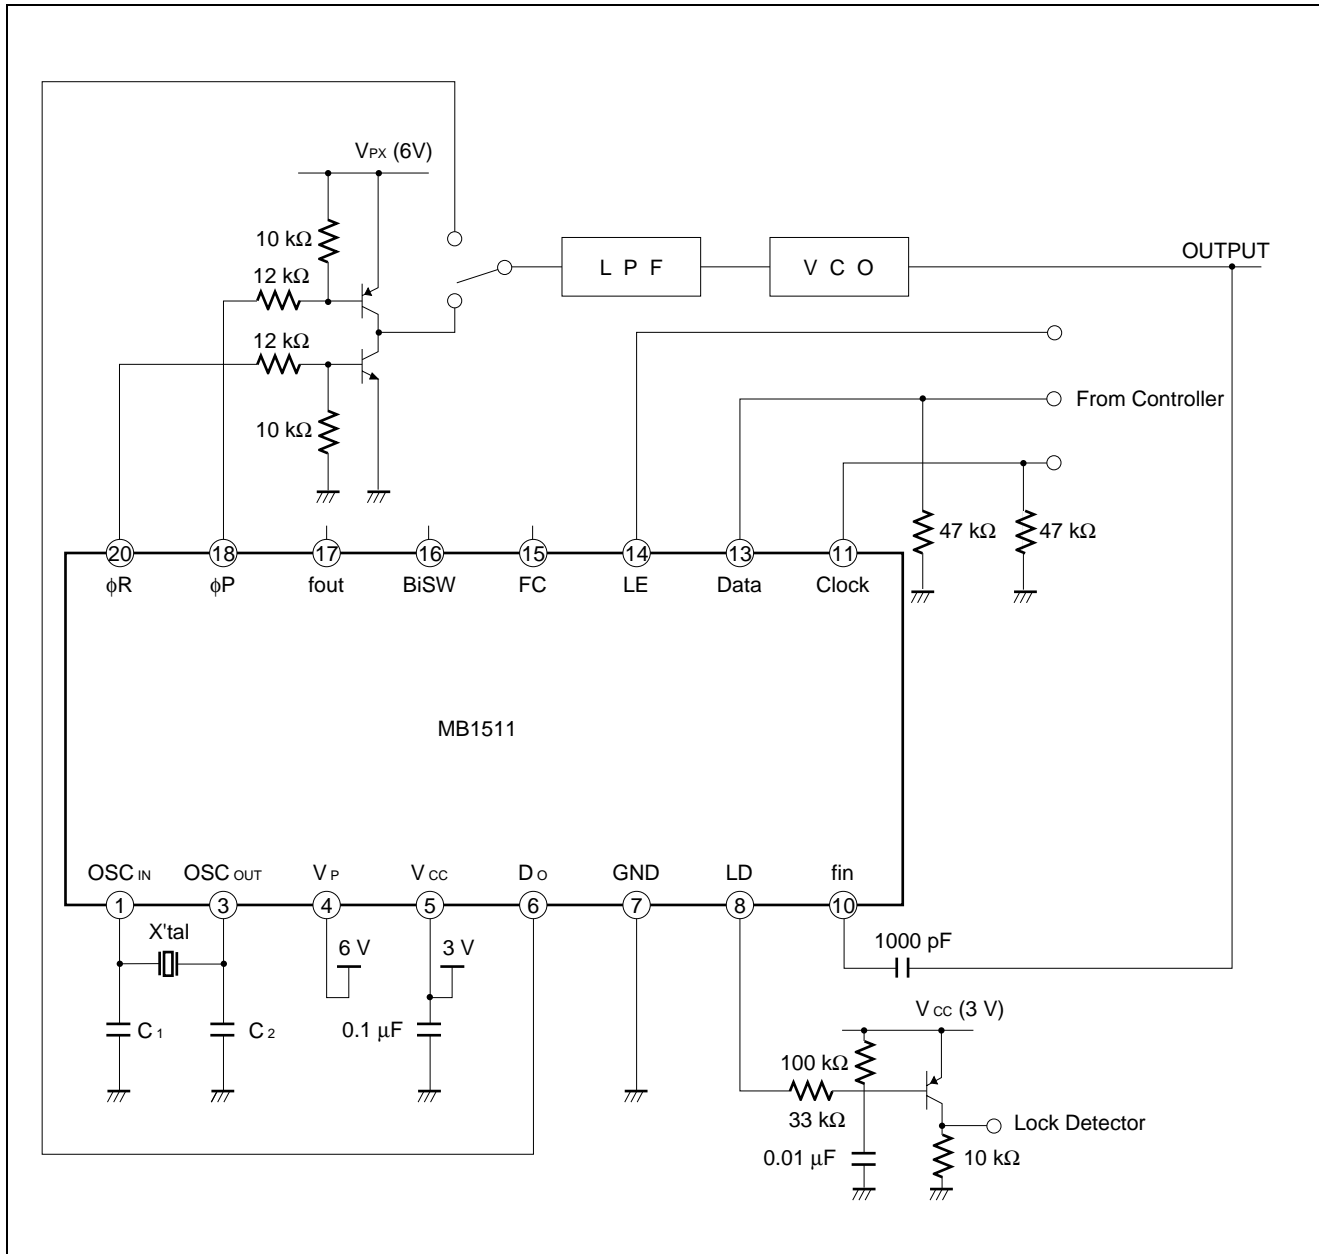 VPX (6V)
10 kΩ
12 kΩ
12 kΩ
10 kΩ
L P F
V C O
OUTPUT
From Controller
47 kΩ
47 kΩ
20
18
17
16
15
14
13
11
φR
φP
fout
BiSW
FC
LE
Data
Clock
MB1511
OSC IN
OSC OUT
V P
V CC
D O
GND
LD
fin
1
3
4
5
6
7
8
10
X'tal
6 V
3 V
1000 pF
C 1
C 2
0.1 μF
V CC (3 V)
100 kΩ
33 kΩ
Lock Detector
0.01 μF
10 kΩ